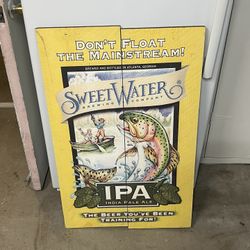 Don't Float
the Mainstream!
BREWED AND BOTTLED IN ATLANTA, GEORGIA
SweetWater
BREWING COMPANY
IPA
INDIA PALE ALE
The Beer You've Been
Training For!